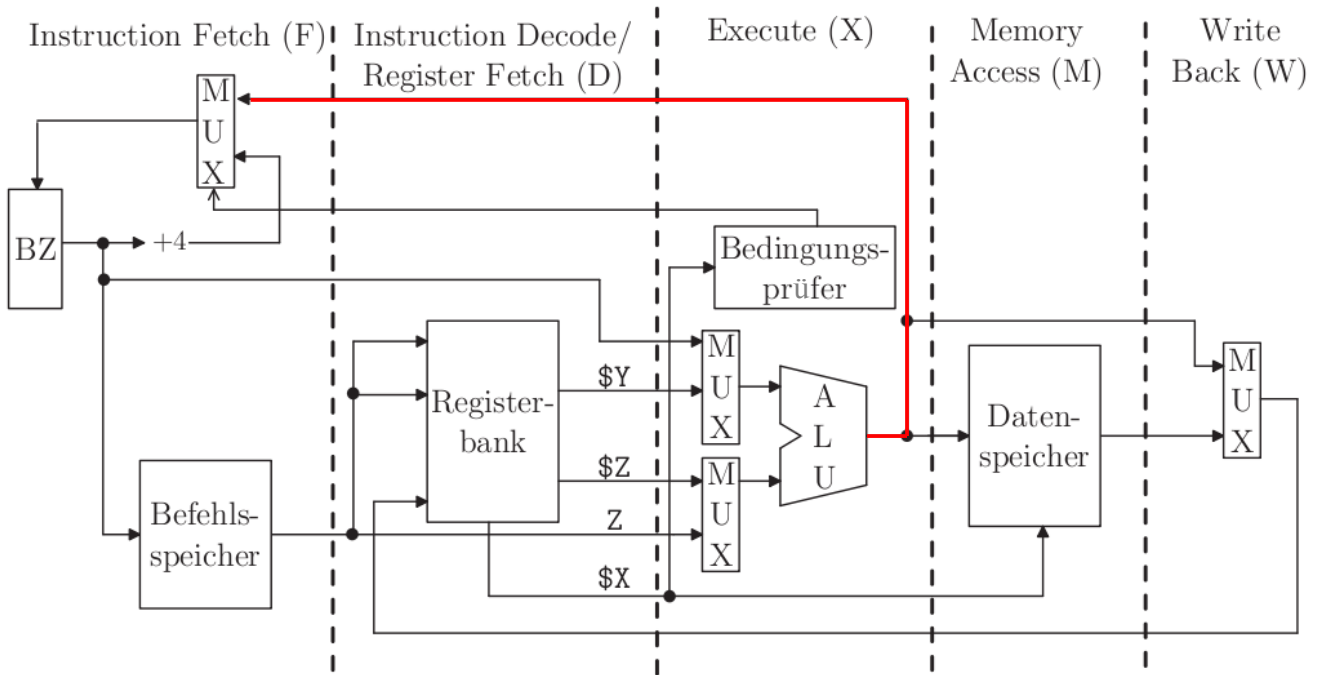 Instruction Fetch (F)
Instruction Decode/
Register Fetch (D)
Execute (X)
Memory
Access (M)
Write
Back (W)
M
U
X
BZ
+4
Bedingungs-
prüfer
Register-
bank
$Y
$Z
Z
$X
M
U
X
M
U
X
A
L
U
Daten-
speicher
M
U
X
Befehls-
speicher